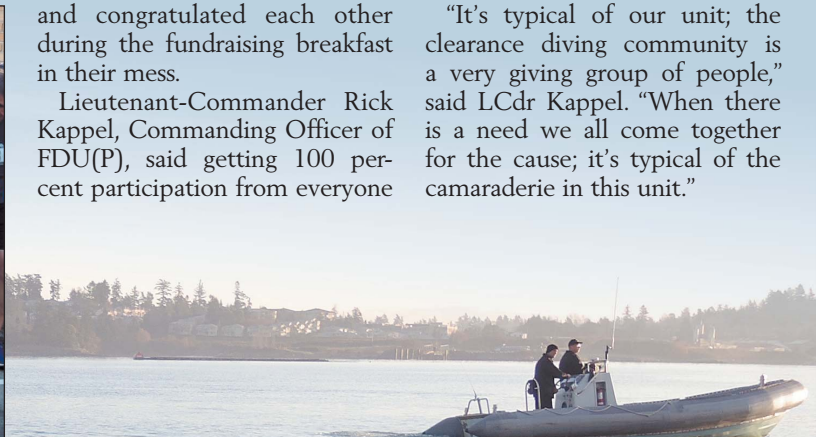 and congratulated each other
during the fundraising breakfast
in their mess.
Lieutenant-Commander Rick
Kappel, Commanding Officer of
FDU(P), said getting 100 per-
cent participation from everyone
“It’s typical of our unit; the
clearance diving community is
a very giving group of people,”
said LCdr Kappel. “When there
is a need we all come together
for the cause; it’s typical of the
camaraderie in this unit.”